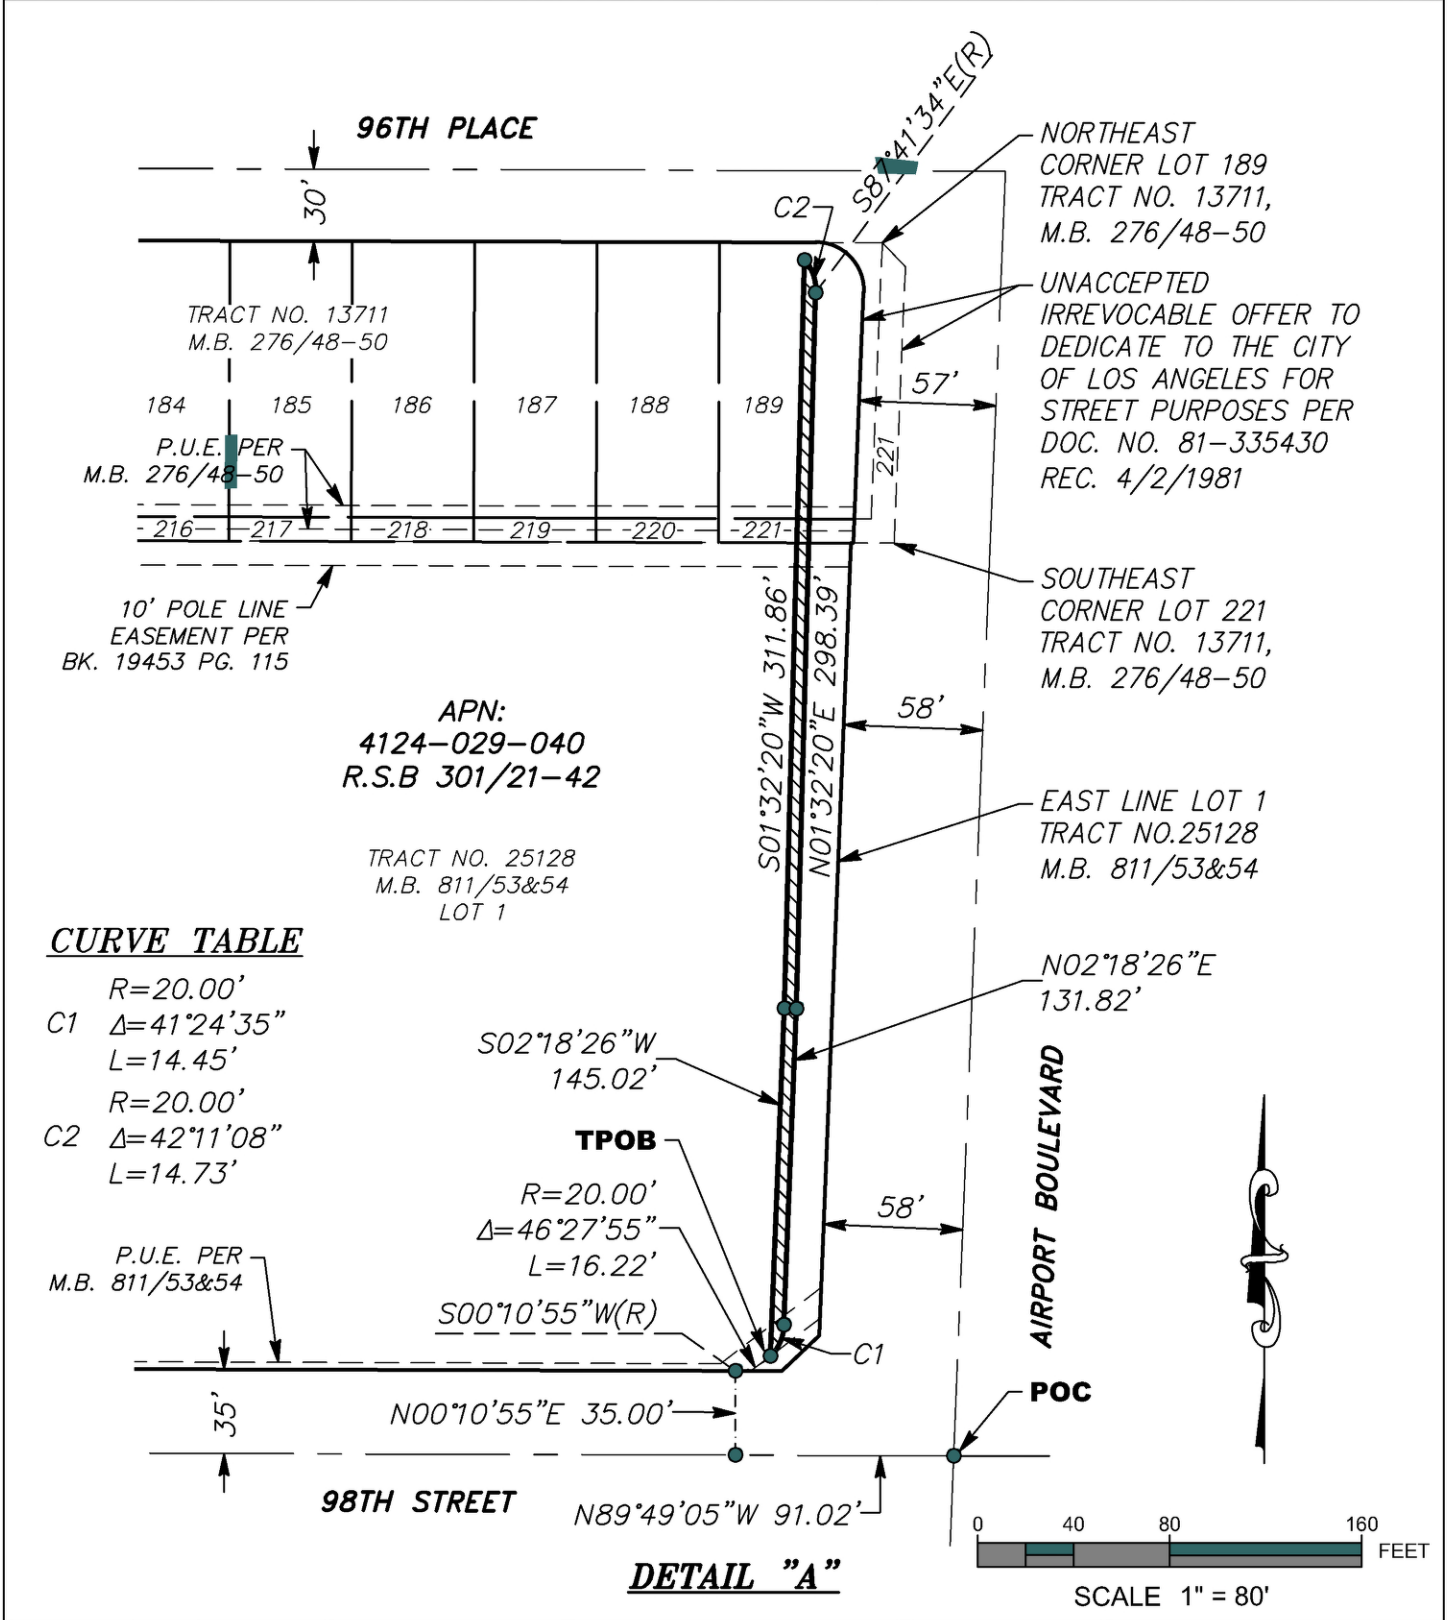 96TH PLACE
30'
S87°41'34"E(R)
C2
NORTHEAST
CORNER LOT 189
TRACT NO. 13711,
M.B. 276/48-50
UNACCEPTED
IRREVOCABLE OFFER TO
DEDICATE TO THE CITY
OF LOS ANGELES FOR
STREET PURPOSES PER
DOC. NO. 81-335430
REC. 4/2/1981
TRACT NO. 13711
M.B. 276/48-50
57'
184 185 186 187 188 189
221
P.U.E. PER
M.B. 276/48-50
216 217 218 219 220 221
10' POLE LINE
EASEMENT PER
BK. 19453 PG. 115
SOUTHEAST
CORNER LOT 221
TRACT NO. 13711,
M.B. 276/48-50
S01°32'20"W 311.86'
N01°32'20"E 298.39'
APN:
4124-029-040
R.S.B 301/21-42
58'
EAST LINE LOT 1
TRACT NO.25128
M.B. 811/53&54
TRACT NO. 25128
M.B. 811/53&54
LOT 1
CURVE TABLE
R=20.00'
C1 Δ=41°24'35"
L=14.45'
R=20.00'
C2 Δ=42°11'08"
L=14.73'
N02°18'26"E
131.82'
S02°18'26"W
145.02'
TPOB
R=20.00'
Δ=46°27'55"
L=16.22'
S00°10'55"W(R)
58'
AIRPORT BOULEVARD
P.U.E. PER
M.B. 811/53&54
C1
POC
35'
N00°10'55"E 35.00'
98TH STREET
N89°49'05"W 91.02'
DETAIL "A"
0 40 80 160
FEET
SCALE 1" = 80'